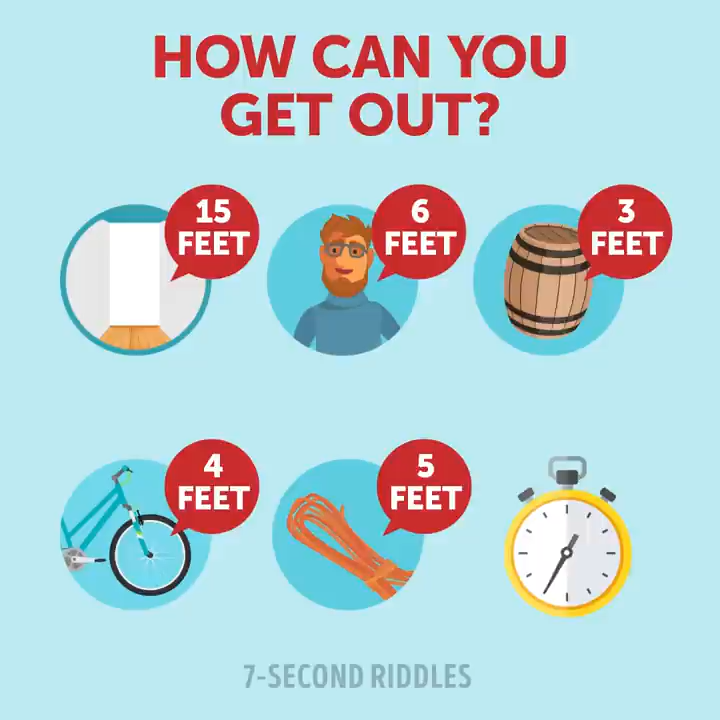 HOW CAN YOU
GET OUT?
15
FEET
6
FEET
3
FEET
4
FEET
5
FEET
7-SECOND RIDDLES